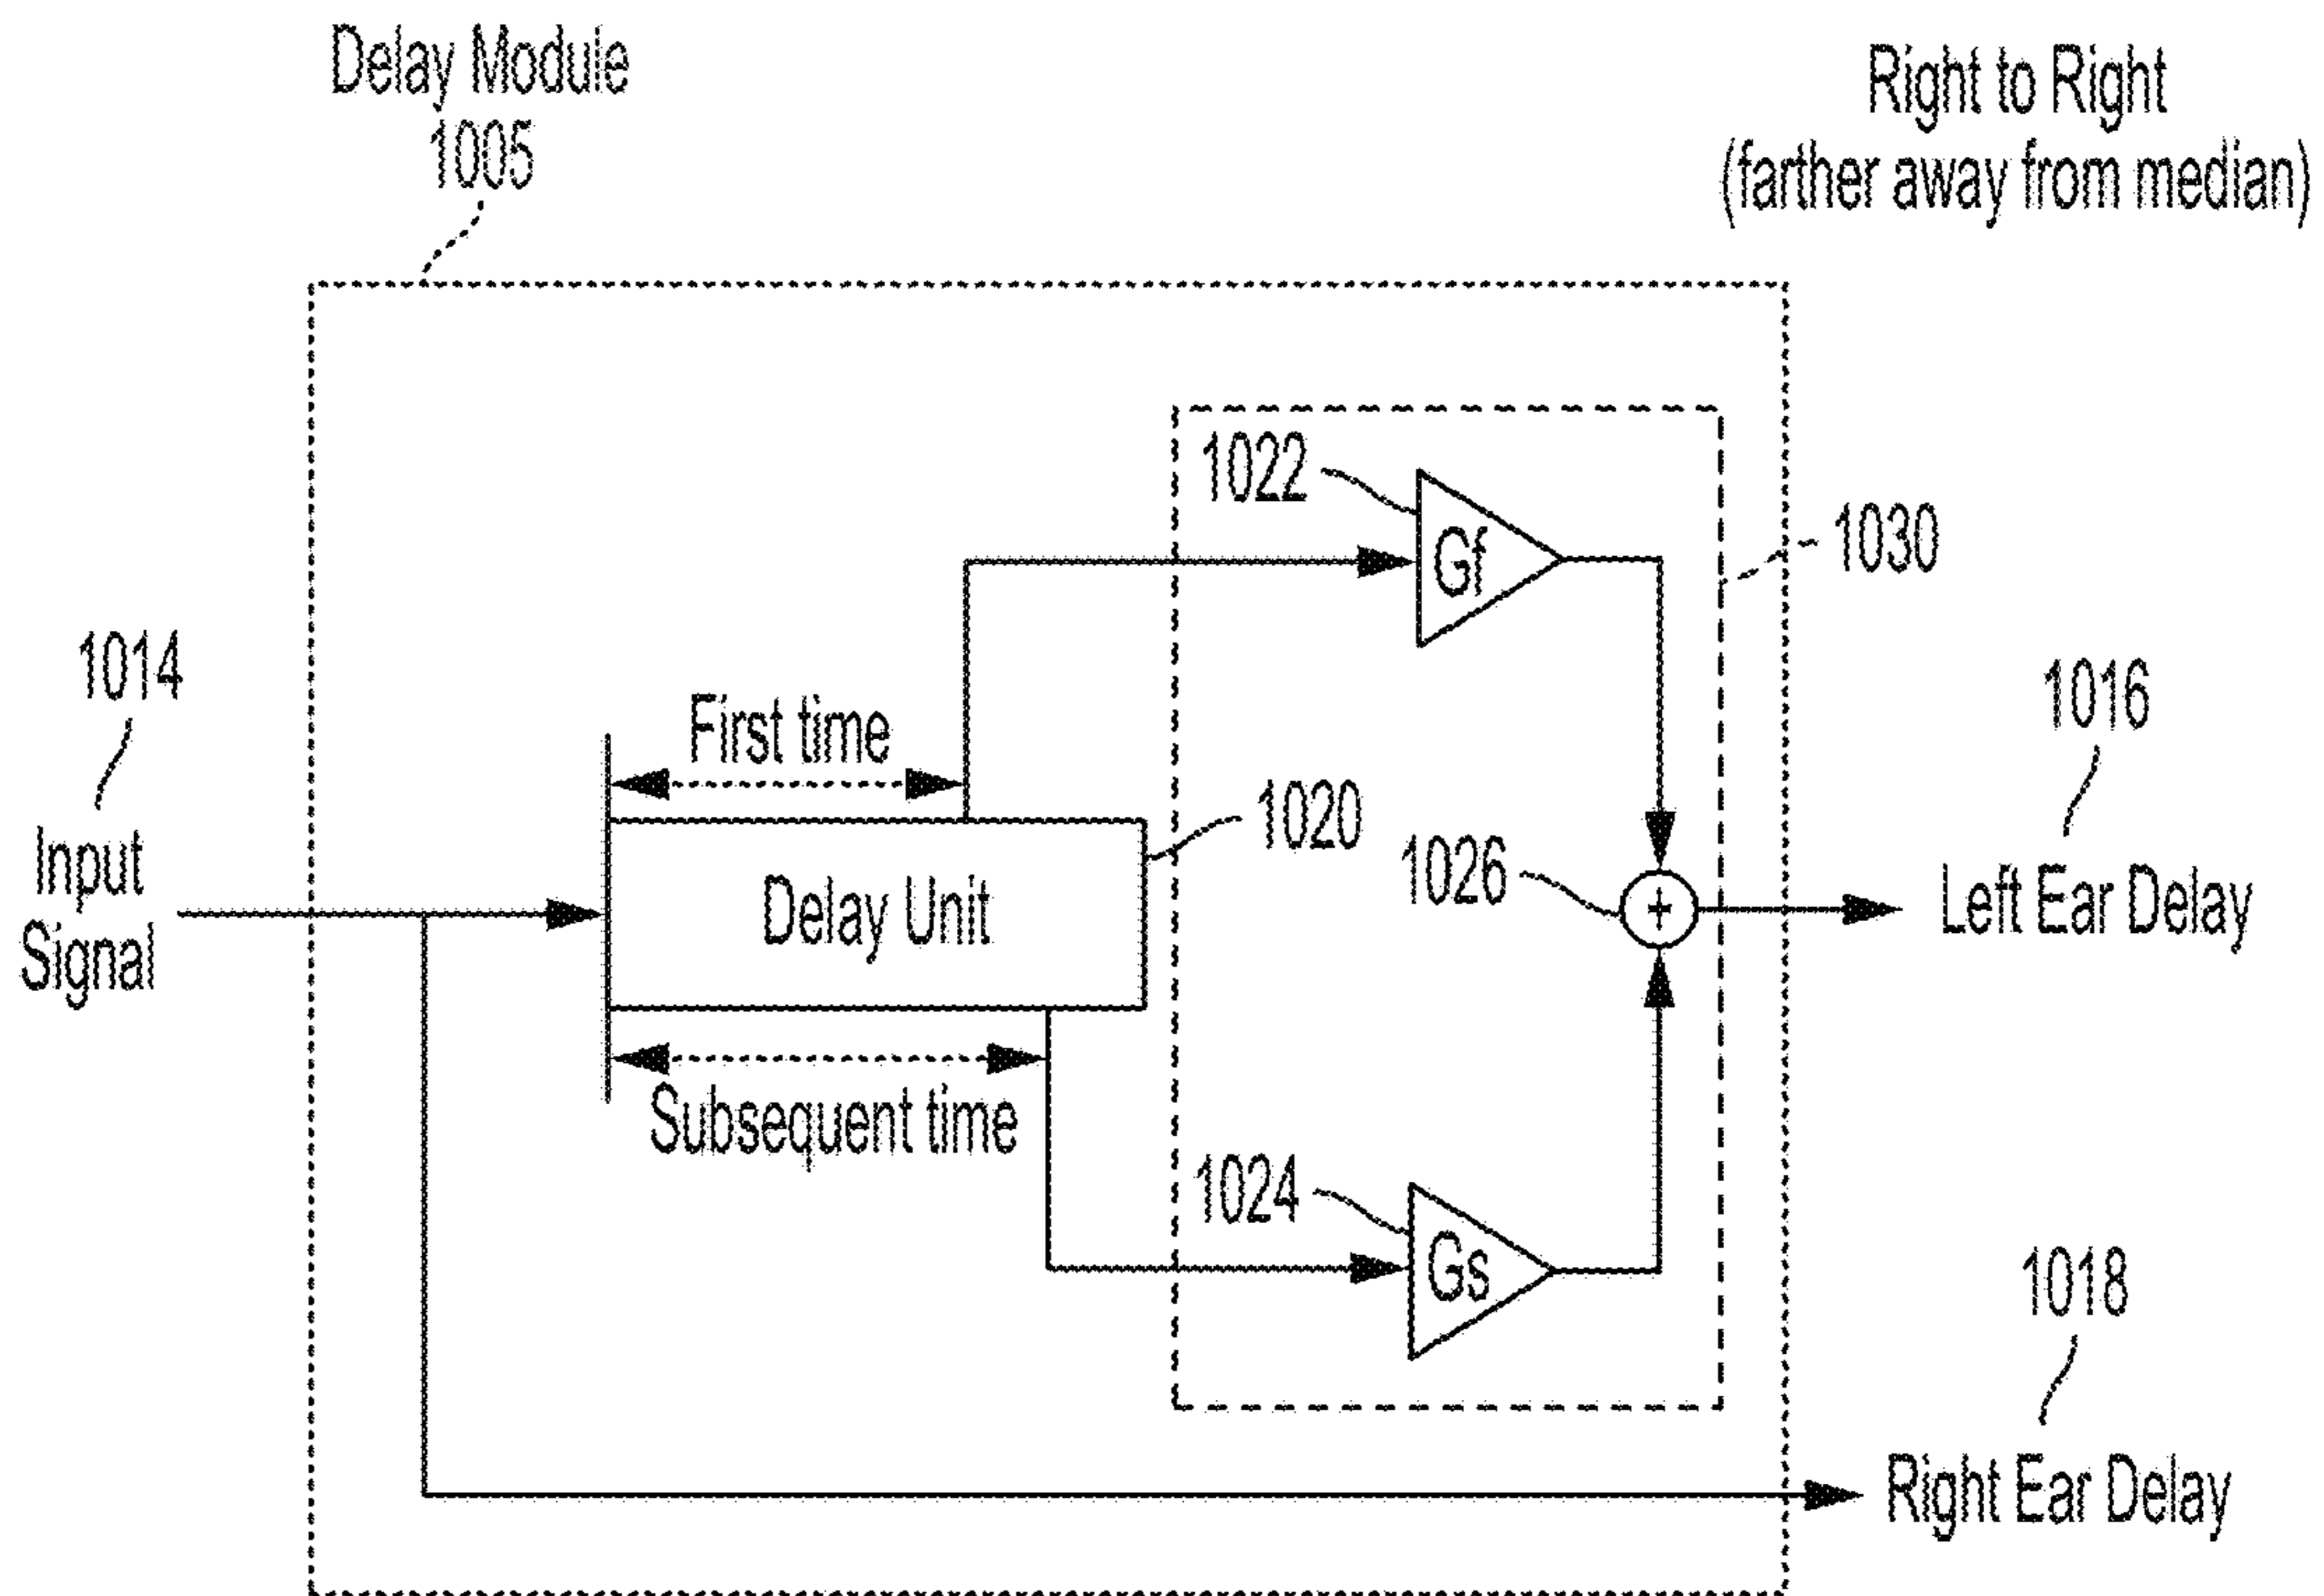 Delay Module
1005
Right to Right
(farther away from median)
1022
Gf
1030
1014
Input
Signal
First time
1020
Delay Unit
Subsequent time
1026
+
1016
Left Ear Delay
1024
Gs
1018
Right Ear Delay